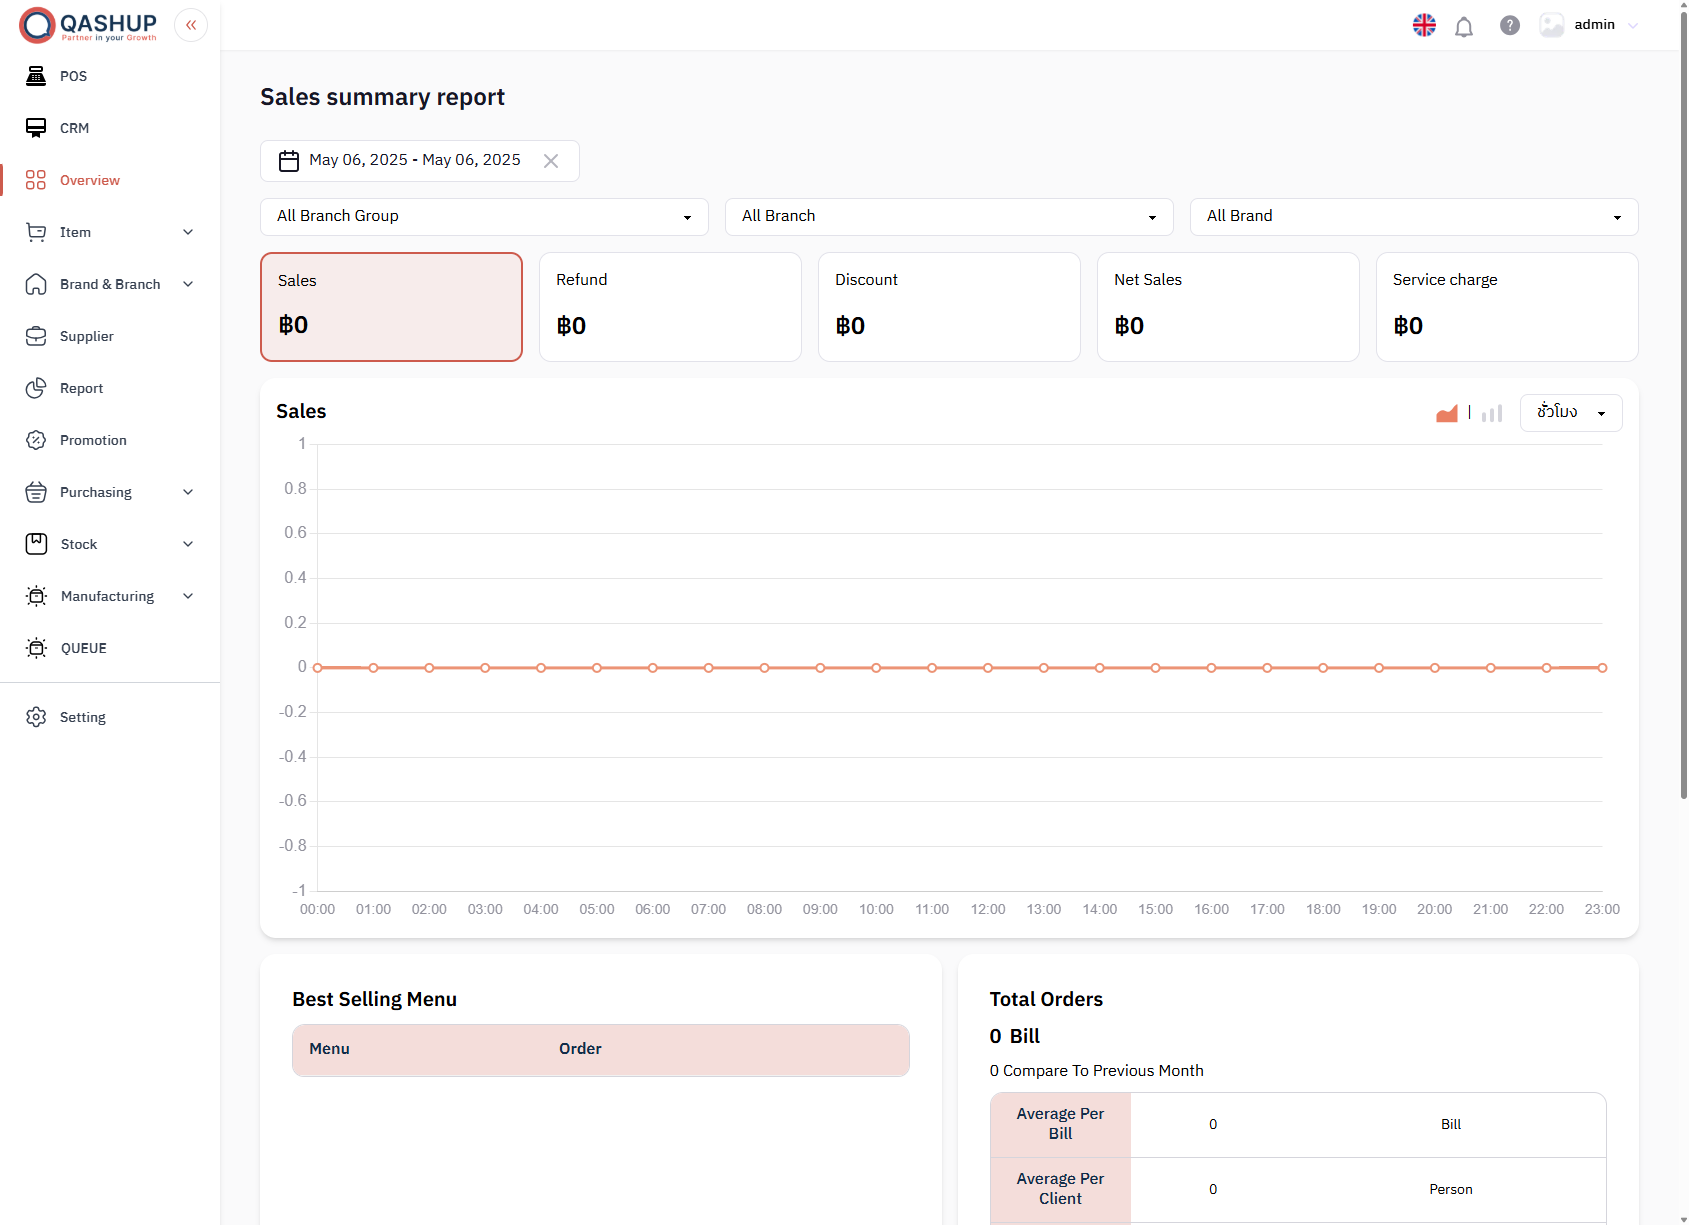 QASHUP
Partner in your Growth
POS
CRM
Overview
Item
Brand & Branch
Supplier
Report
Promotion
Purchasing
Stock
Manufacturing
QUEUE
Setting
admin
Sales summary report
May 06, 2025 - May 06, 2025
All Branch Group
All Branch
All Brand
Sales
฿0
Refund
฿0
Discount
฿0
Net Sales
฿0
Service charge
฿0
Sales
ชั่วโมง
1
0.8
0.6
0.4
0.2
0
-0.2
-0.4
-0.6
-0.8
-1
00:00 01:00 02:00 03:00 04:00 05:00 06:00 07:00 08:00 09:00 10:00 11:00 12:00 13:00 14:00 15:00 16:00 17:00 18:00 19:00 20:00 21:00 22:00 23:00
Best Selling Menu
Menu Order
Total Orders
0 Bill
0 Compare To Previous Month
Average Per
Bill
0 Bill
Average Per
Client
0 Person